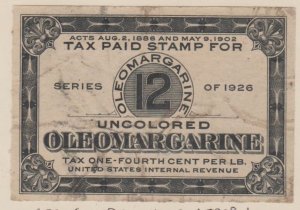 ACTS AUG. 2, 1886 AND MAY 9, 1902
TAX PAID STAMP FOR
OLEOMARGARINE
SERIES 12 OF 1926
UNCOLORED
OLEOMARGARINE
TAX ONE-FOURTH CENT PER LB.
UNITED STATES INTERNAL REVENUE